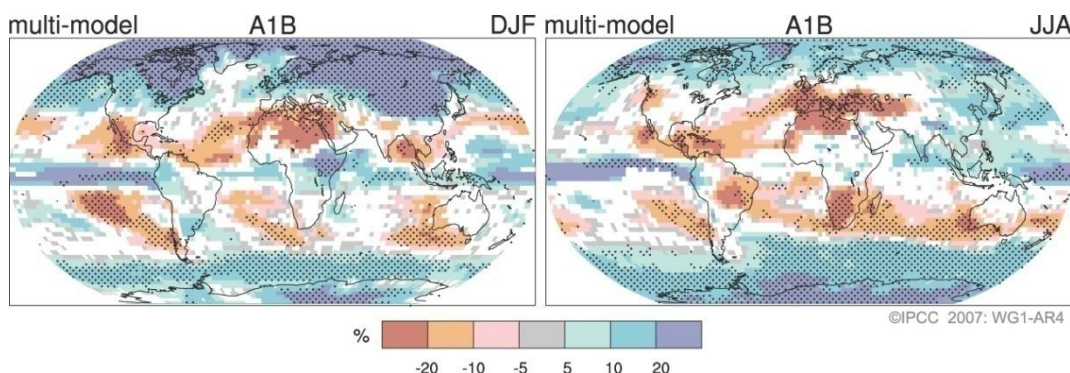 multi-model A1B DJF
multi-model A1B JJA
©IPCC 2007: WG1-AR4
%
-20 -10 -5 5 10 20